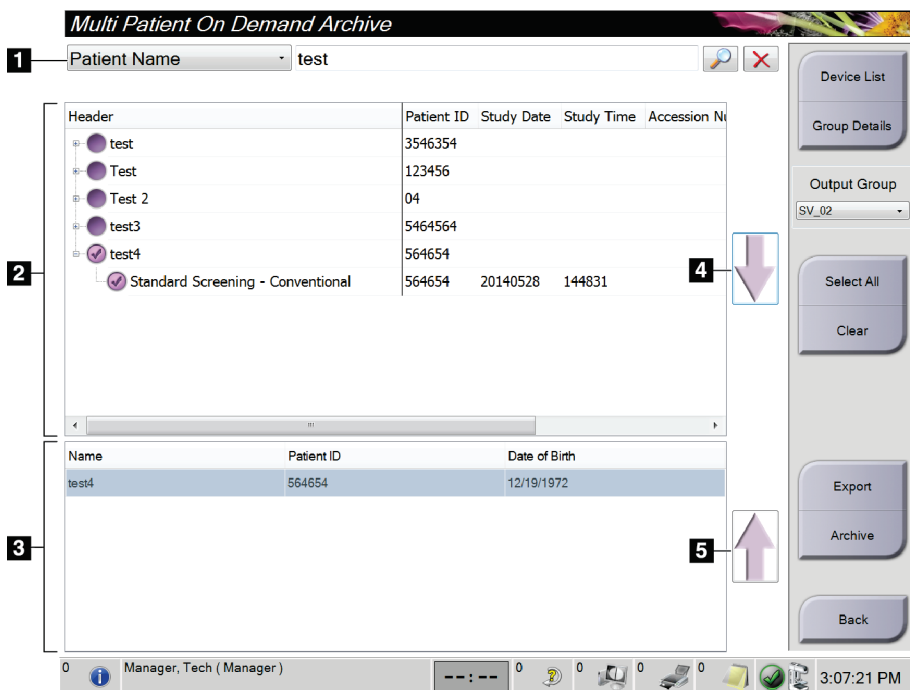 Multi Patient On Demand Archive
1
Patient Name
test
Device List
Group Details
Output Group
SV_02
Select All
Clear
Export
Archive
Back
2
Header Patient ID Study Date Study Time Accession Nu
test 3546354
Test 123456
Test 2 04
test3 5464564
test4 564654
Standard Screening - Conventional 564654 20140528 144831
4
3
Name Patient ID Date of Birth
test4 564654 12/19/1972
5
0
Manager, Tech ( Manager )
--:--
0
0
0
0
3:07:21 PM